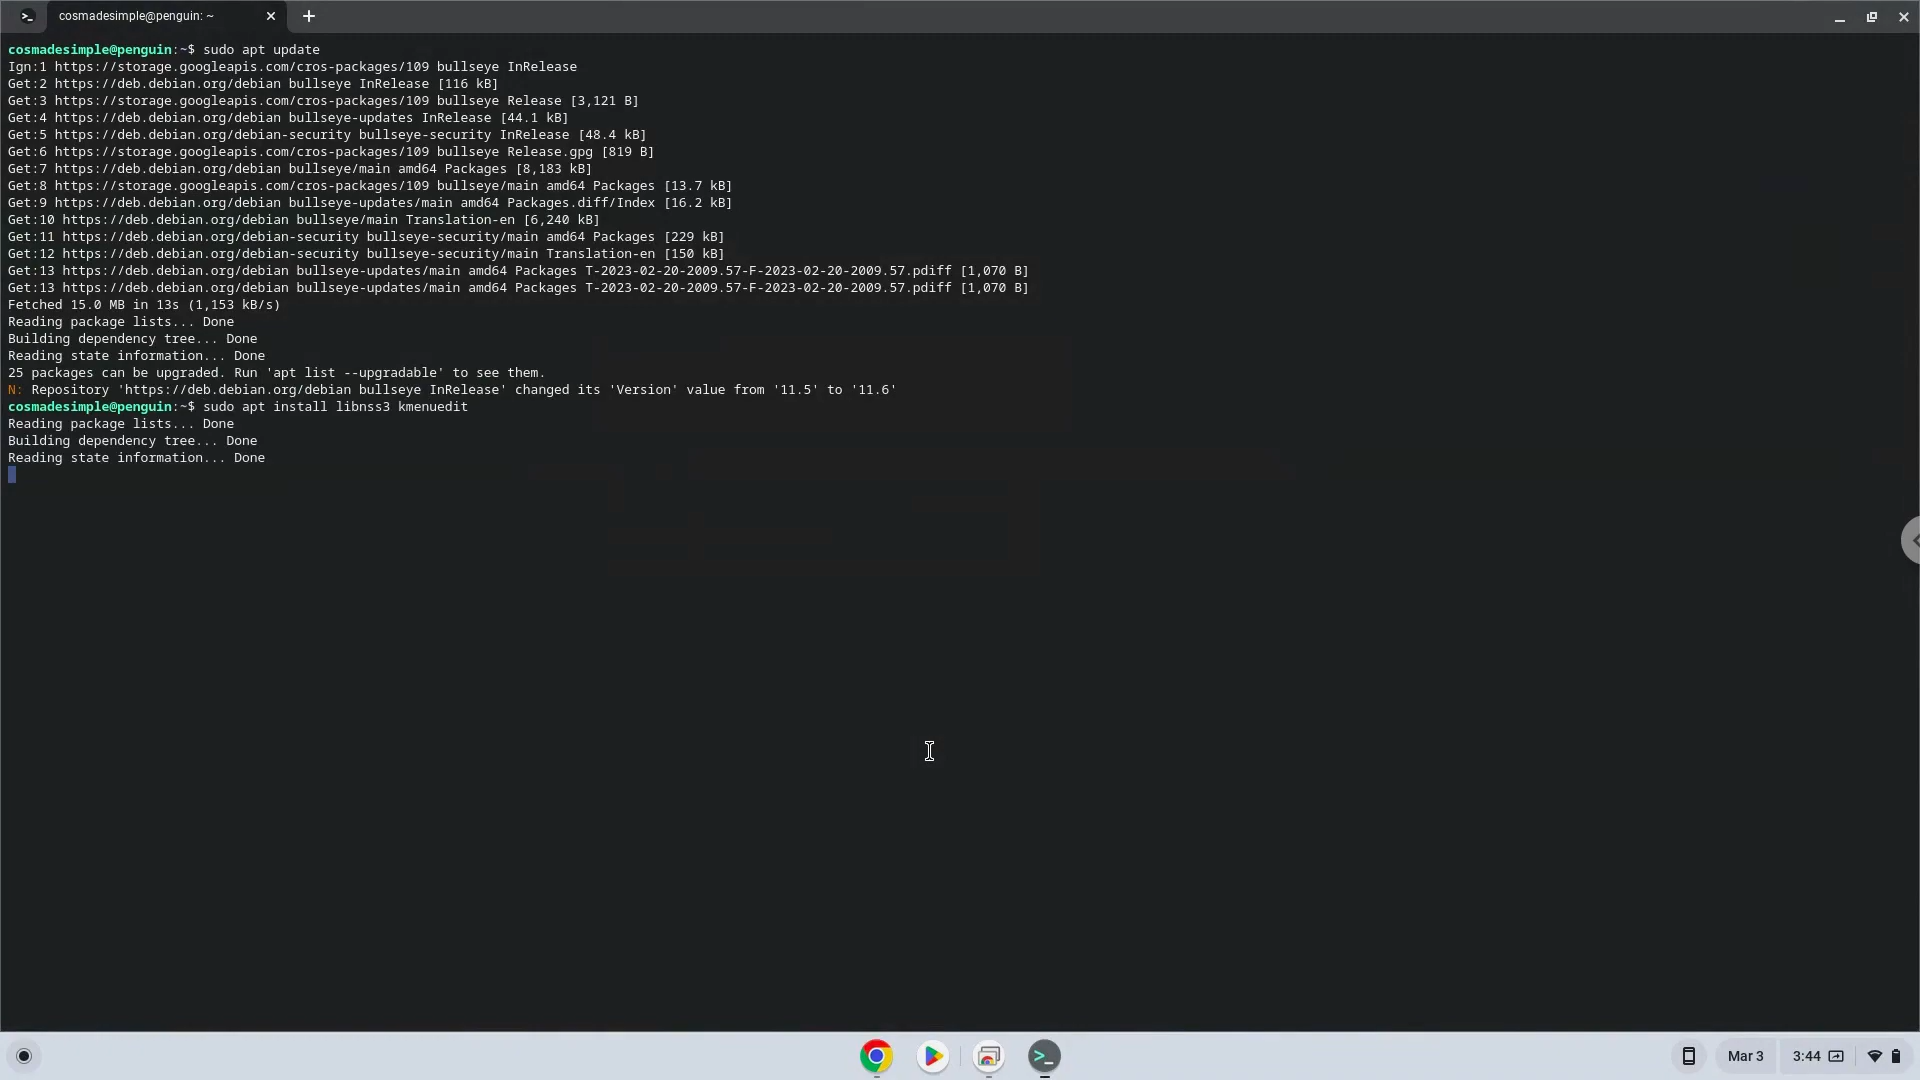 cosmadesimple@penguin: ~
cosmadesimple@penguin:~$ sudo apt update
Ign:1 https://storage.googleapis.com/cros-packages/109 bullseye InRelease
Get:2 https://deb.debian.org/debian bullseye InRelease [116 kB]
Get:3 https://storage.googleapis.com/cros-packages/109 bullseye Release [3,121 B]
Get:4 https://deb.debian.org/debian bullseye-updates InRelease [44.1 kB]
Get:5 https://deb.debian.org/debian-security bullseye-security InRelease [48.4 kB]
Get:6 https://storage.googleapis.com/cros-packages/109 bullseye Release.gpg [819 B]
Get:7 https://deb.debian.org/debian bullseye/main amd64 Packages [8,183 kB]
Get:8 https://storage.googleapis.com/cros-packages/109 bullseye/main amd64 Packages [13.7 kB]
Get:9 https://deb.debian.org/debian bullseye-updates/main amd64 Packages.diff/Index [16.2 kB]
Get:10 https://deb.debian.org/debian bullseye/main Translation-en [6,240 kB]
Get:11 https://deb.debian.org/debian-security bullseye-security/main amd64 Packages [229 kB]
Get:12 https://deb.debian.org/debian-security bullseye-security/main Translation-en [150 kB]
Get:13 https://deb.debian.org/debian bullseye-updates/main amd64 Packages T-2023-02-20-2009.57-F-2023-02-20-2009.57.pdiff [1,070 B]
Get:13 https://deb.debian.org/debian bullseye-updates/main amd64 Packages T-2023-02-20-2009.57-F-2023-02-20-2009.57.pdiff [1,070 B]
Fetched 15.0 MB in 13s (1,153 kB/s)
Reading package lists... Done
Building dependency tree... Done
Reading state information... Done
25 packages can be upgraded. Run 'apt list --upgradable' to see them.
N: Repository 'https://deb.debian.org/debian bullseye InRelease' changed its 'Version' value from '11.5' to '11.6'
cosmadesimple@penguin:~$ sudo apt install libnss3 kmenuedit
Reading package lists... Done
Building dependency tree... Done
Reading state information... Done
Mar 3
3:44